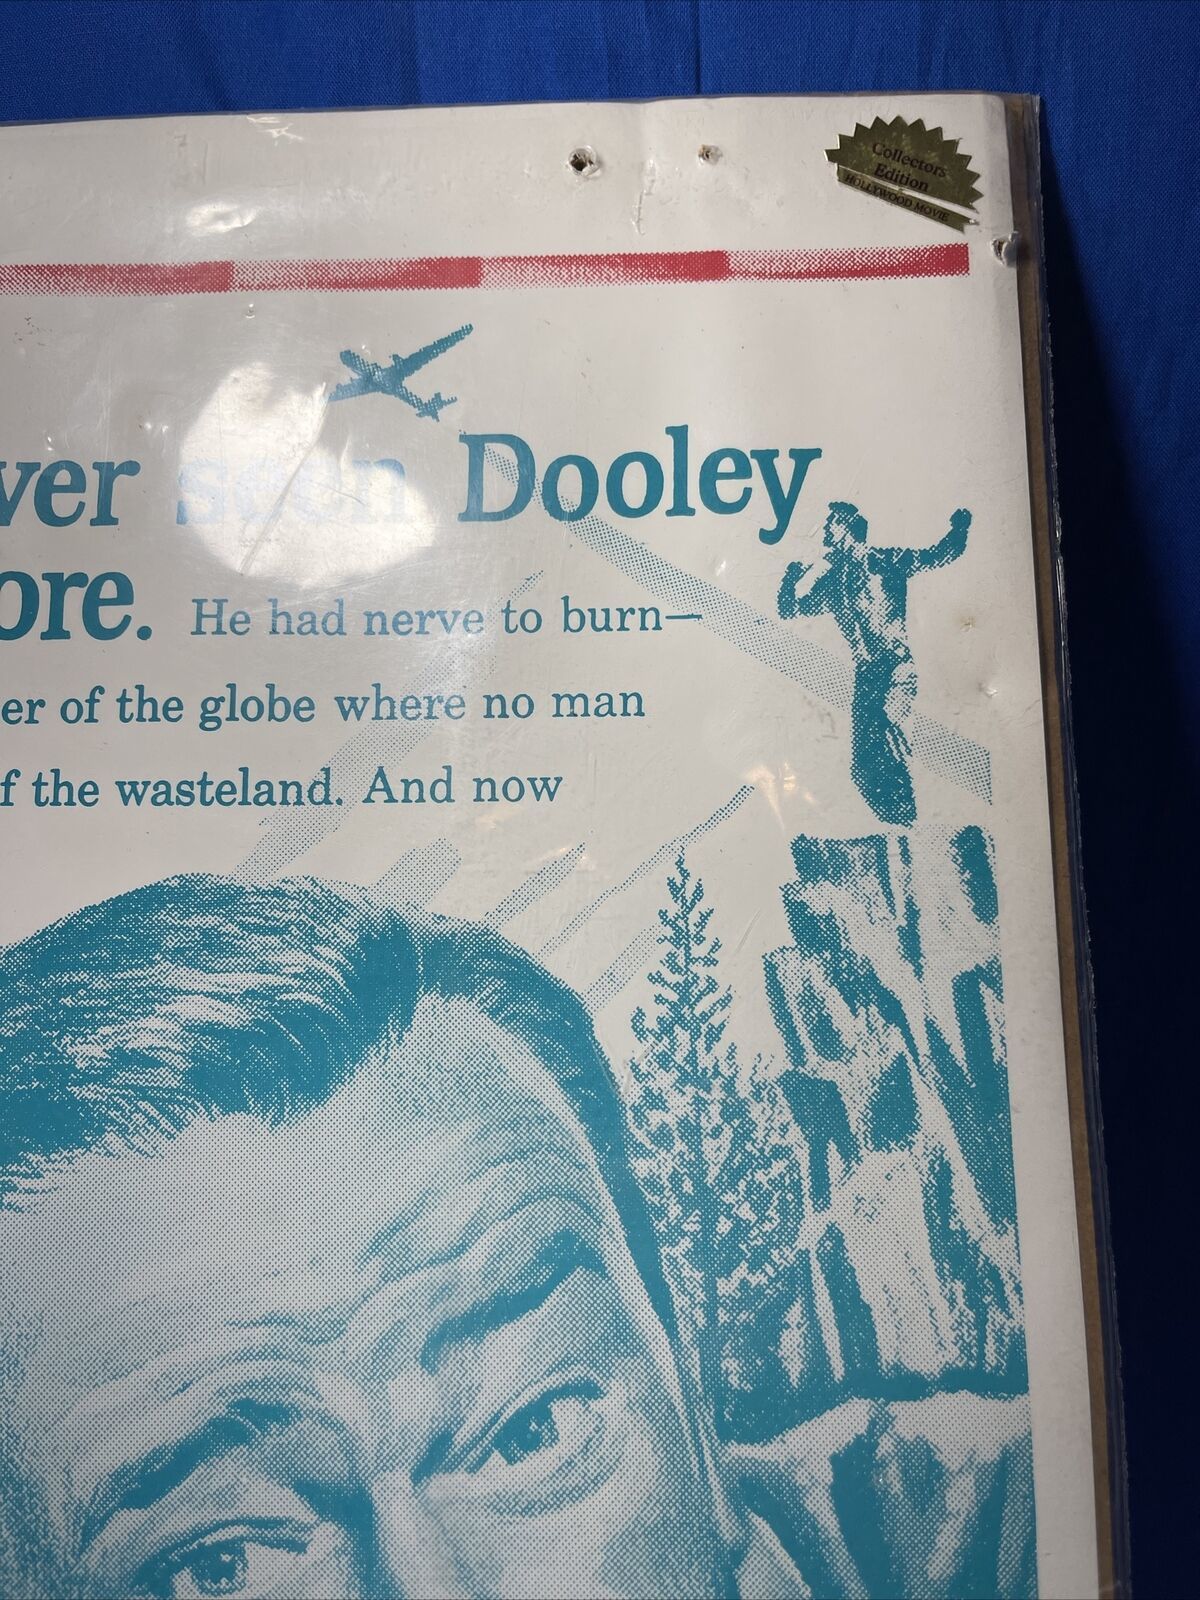 Collectors
Edition
HOLLYWOOD MOVIE
ver seen Dooley
ore. He had nerve to burn—
er of the globe where no man
f the wasteland. And now